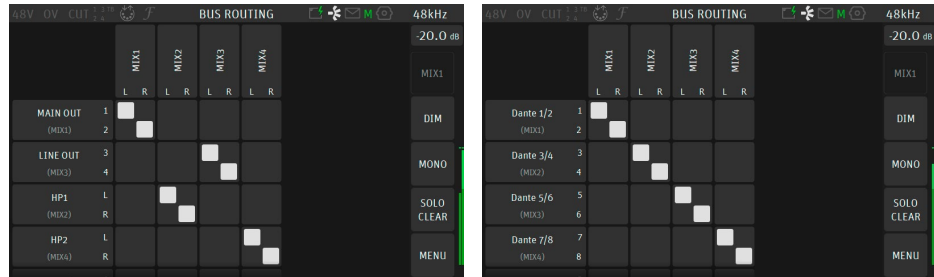 48V OV CUT BUS ROUTING M 48kHz
-20.0 dB
MIX1 MIX2 MIX3 MIX4
MIX1
L R L R L R L R
MAIN OUT 1
(MIX1) 2
DIM
LINE OUT 3
(MIX3) 4
MONO
HP1 L
(MIX2) R
SOLO
CLEAR
HP2 L
(MIX4) R
MENU
48V OV CUT BUS ROUTING M 48kHz
-20.0 dB
MIX1 MIX2 MIX3 MIX4
MIX1
L R L R L R L R
Dante 1/2 1
(MIX1) 2
DIM
Dante 3/4 3
(MIX2) 4
MONO
Dante 5/6 5
(MIX3) 6
SOLO
CLEAR
Dante 7/8 7
(MIX4) 8
MENU